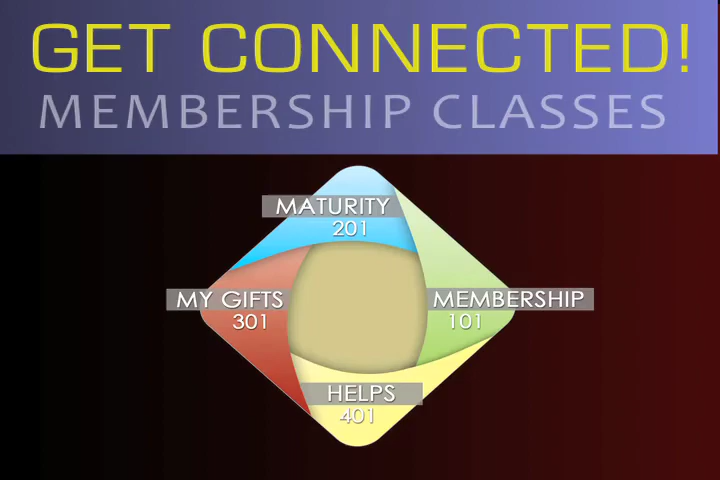 GET CONNECTED!
MEMBERSHIP CLASSES
MATURITY
201
MY GIFTS
301
MEMBERSHIP
101
HELPS
401